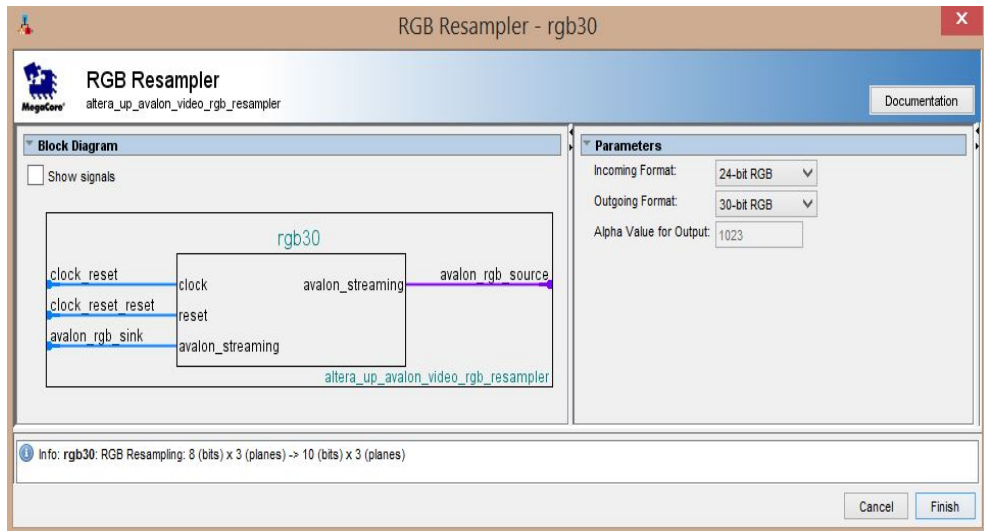 RGB Resampler - rgb30
X
RGB Resampler
altera_up_avalon_video_rgb_resampler
MegaCore'
Documentation
Block Diagram
Show signals
rgb30
clock_reset
clock
avalon_streaming
avalon_rgb_source
clock_reset_reset
reset
avalon_rgb_sink
avalon_streaming
altera_up_avalon_video_rgb_resampler
Parameters
Incoming Format: 24-bit RGB
Outgoing Format: 30-bit RGB
Alpha Value for Output: 1023
Info: rgb30: RGB Resampling: 8 (bits) x 3 (planes) -> 10 (bits) x 3 (planes)
Cancel Finish